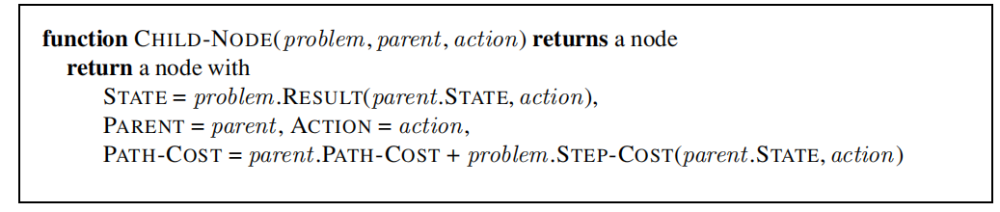 function CHILD-NODE(problem, parent, action) returns a node
return a node with
STATE = problem.RESULT(parent.STATE, action),
PARENT = parent, ACTION = action,
PATH-COST = parent.PATH-COST + problem.STEP-COST(parent.STATE, action)